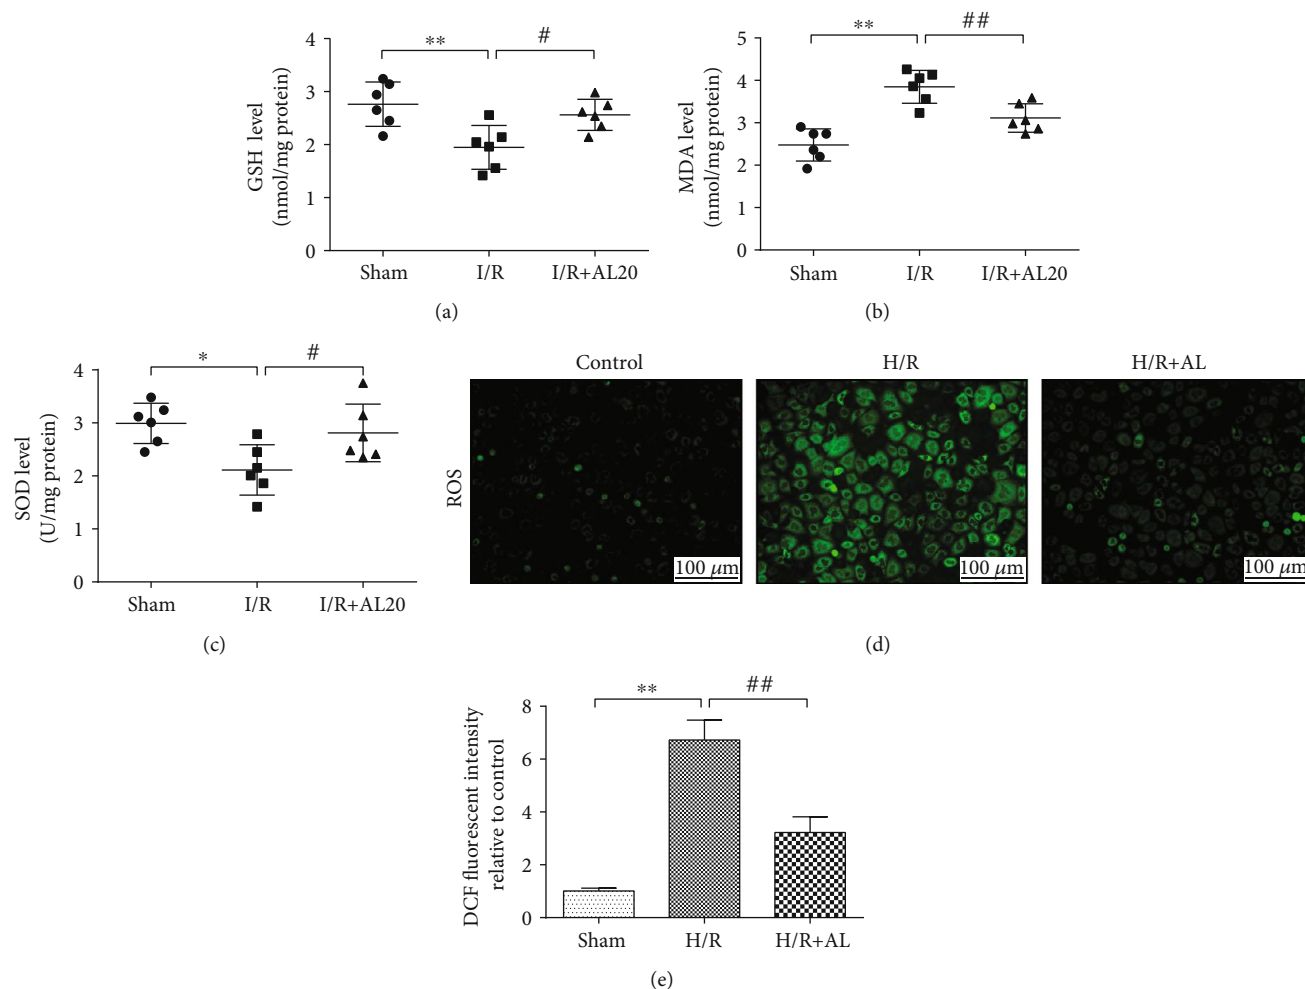 GSH level
(nmol/mg protein)
4
3
2
1
0
**
#
Sham
I/R
I/R+AL20
(a)
MDA level
(nmol/mg protein)
5
4
3
2
1
0
**
##
Sham
I/R
I/R+AL20
(b)
SOD level
(U/mg protein)
4
3
2
1
0
*
#
Sham
I/R
I/R+AL20
(c)
Control
H/R
H/R+AL
ROS
100 μm
100 μm
100 μm
(d)
DCF fluorescent intensity
relative to control
8
6
4
2
0
**
##
Sham
H/R
H/R+AL
(e)